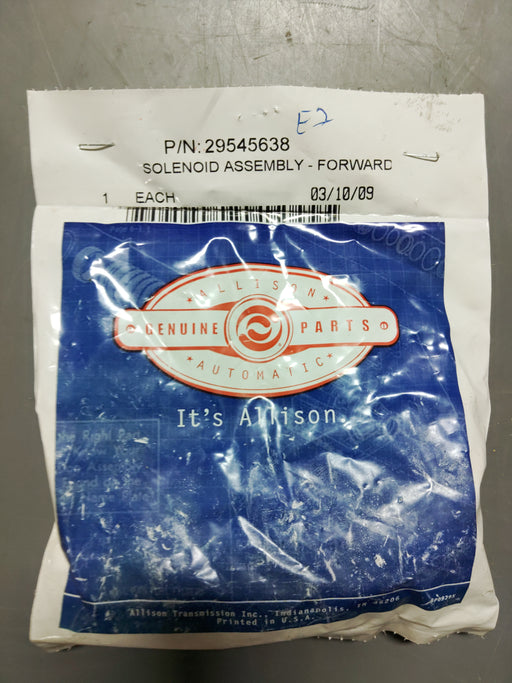 E2
P/N: 29545638
SOLENOID ASSEMBLY - FORWARD
1 EACH 03/10/09
ALLISON
GENUINE PARTS
AUTOMATIC
It's Allison.
Allison Transmission Inc., Indianapolis, IN 46206
Printed in U.S.A.